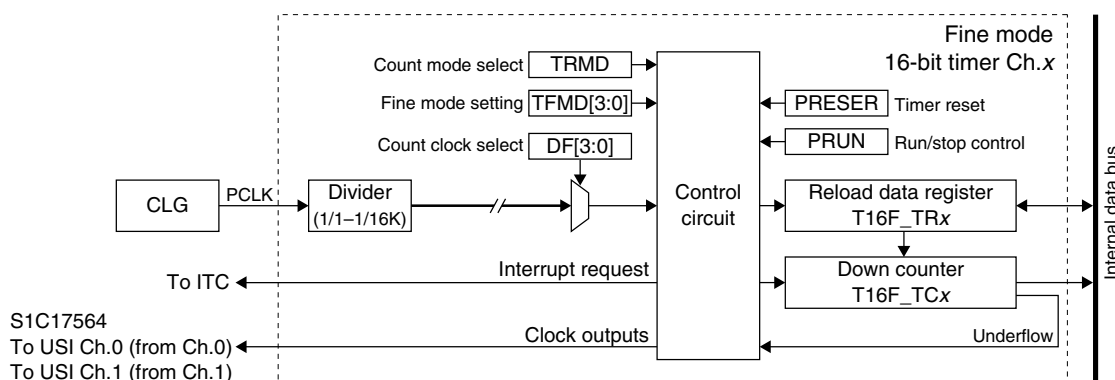 Fine mode
16-bit timer Ch.x
Count mode select TRMD
Fine mode setting TFMD[3:0]
Count clock select DF[3:0]
PRESER Timer reset
PRUN Run/stop control
CLG
PCLK
Divider
(1/1–1/16K)
Control
circuit
Reload data register
T16F_TRx
Down counter
T16F_TCx
Underflow
Internal data bus
To ITC
Interrupt request
S1C17564
To USI Ch.0 (from Ch.0)
Clock outputs
To USI Ch.1 (from Ch.1)